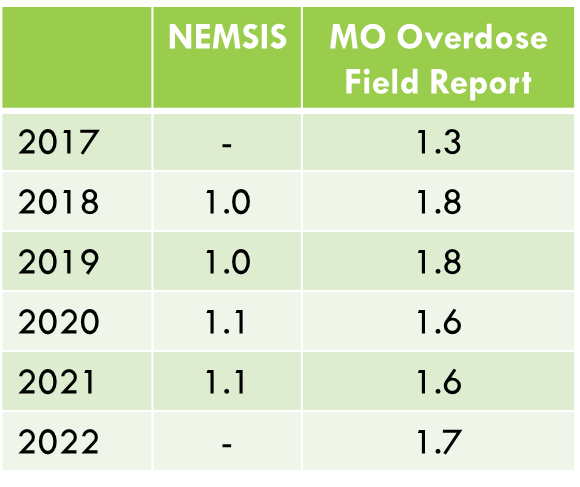 NEMSIS MO Overdose
Field Report
2017 - 1.3
2018 1.0 1.8
2019 1.0 1.8
2020 1.1 1.6
2021 1.1 1.6
2022 - 1.7